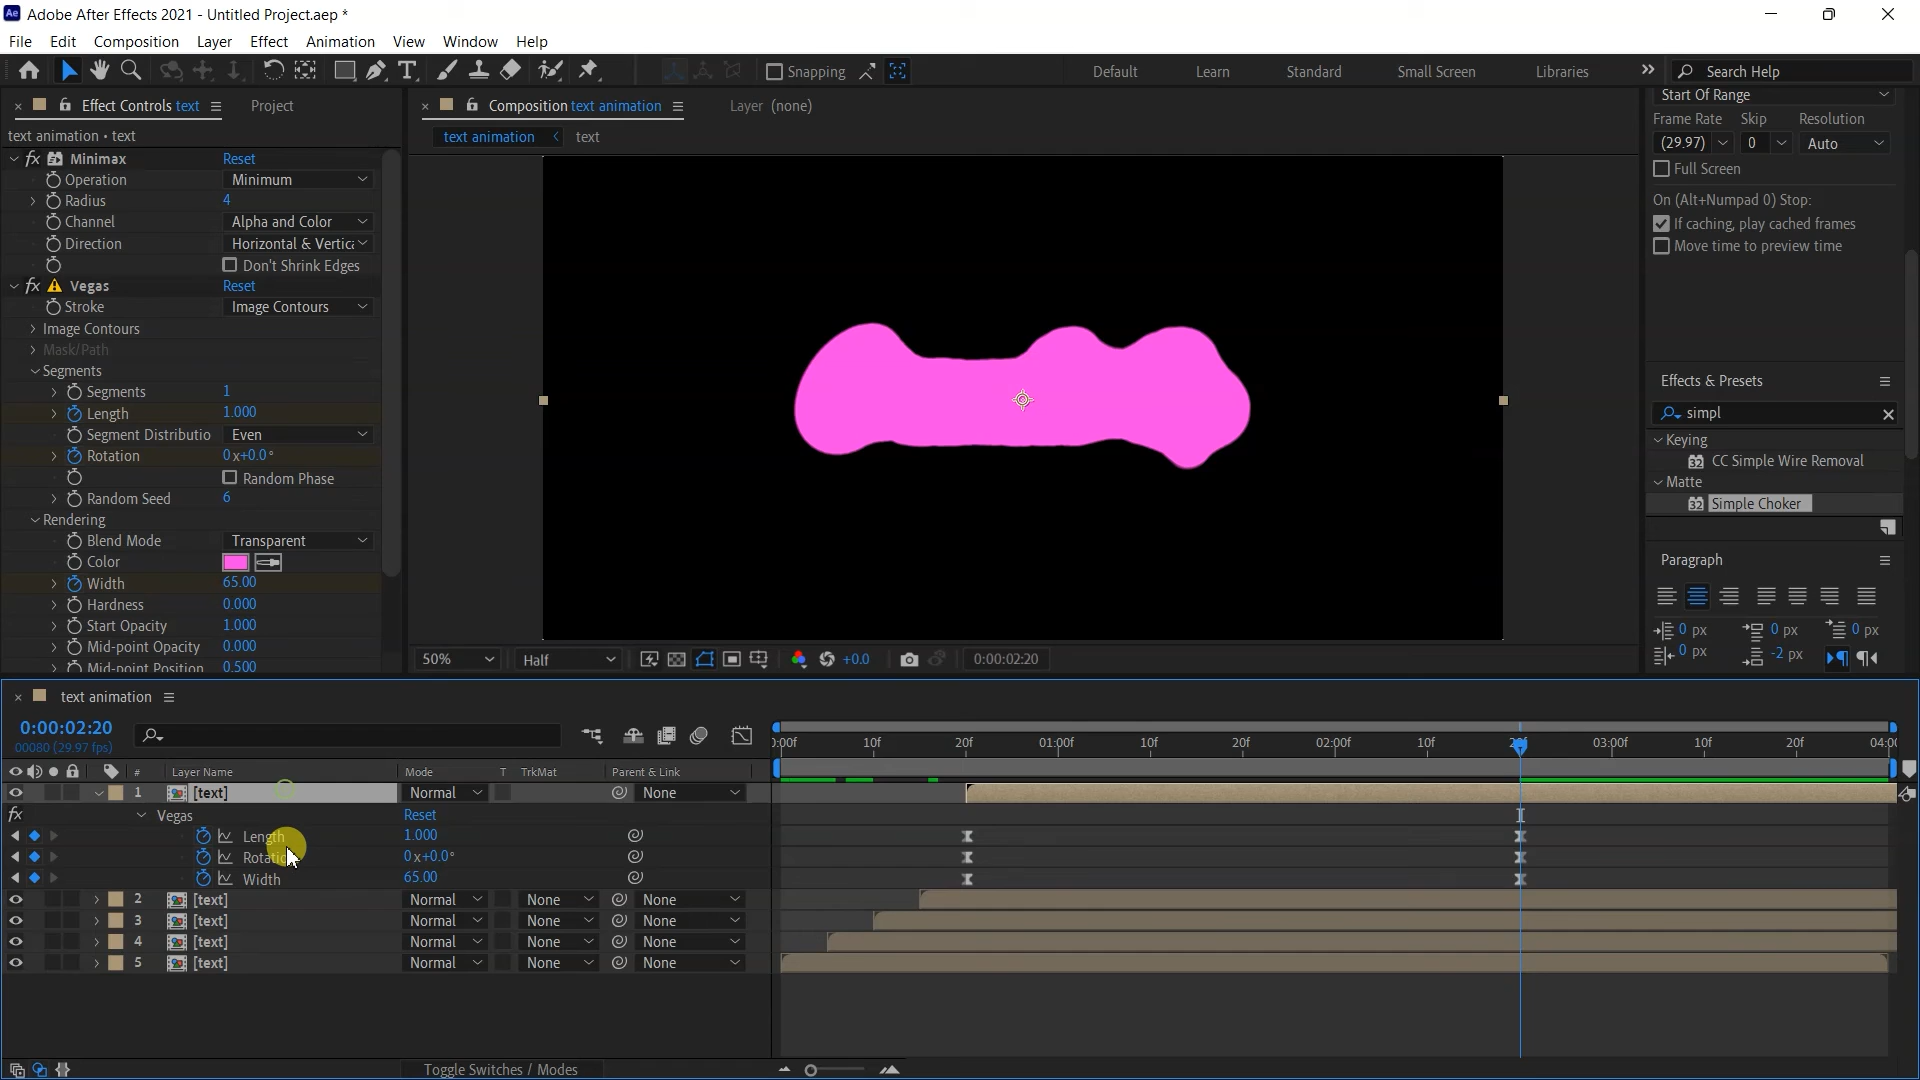 Adobe After Effects 2021 - Untitled Project.aep *
File Edit Composition Layer Effect Animation View Window Help
Snapping Default Learn Standard Small Screen Libraries Search Help
Effect Controls text Project
text animation • text
Minimax Reset
Operation Minimum
Radius 4
Channel Alpha and Color
Direction Horizontal & Vertica
Don't Shrink Edges
Vegas Reset
Stroke Image Contours
Image Contours
Mask/Path
Segments
Segments 1
Length 1.000
Segment Distributio Even
Rotation 0x+0.0°
Random Phase
Random Seed 6
Rendering
Blend Mode Transparent
Color
Width 65.00
Hardness 0.000
Start Opacity 1.000
Mid-point Opacity 0.000
Mid-point Position 0.500
Composition text animation Layer (none)
text animation < text
50% Half +0.0 0:00:02:20
Start Of Range
Frame Rate Skip Resolution
(29.97) 0 Auto
Full Screen
On (Alt+Numpad 0) Stop:
If caching, play cached frames
Move time to preview time
Effects & Presets
simpl
Keying
CC Simple Wire Removal
Matte
Simple Choker
Paragraph
0 px 0 px 0 px
0 px -2 px
text animation
0:00:02:20
00080 (29.97 fps)
0:00f 10f 20f 01:00f 10f 20f 02:00f 10f 03:00f 10f 20f 04:00
# Layer Name Mode T TrkMat Parent & Link
1 [text] Normal None
fx Vegas Reset
Length 1.000
Rotatio 0x+0.0°
Width 65.00
2 [text] Normal None None
3 [text] Normal None None
4 [text] Normal None None
5 [text] Normal None None
Toggle Switches / Modes